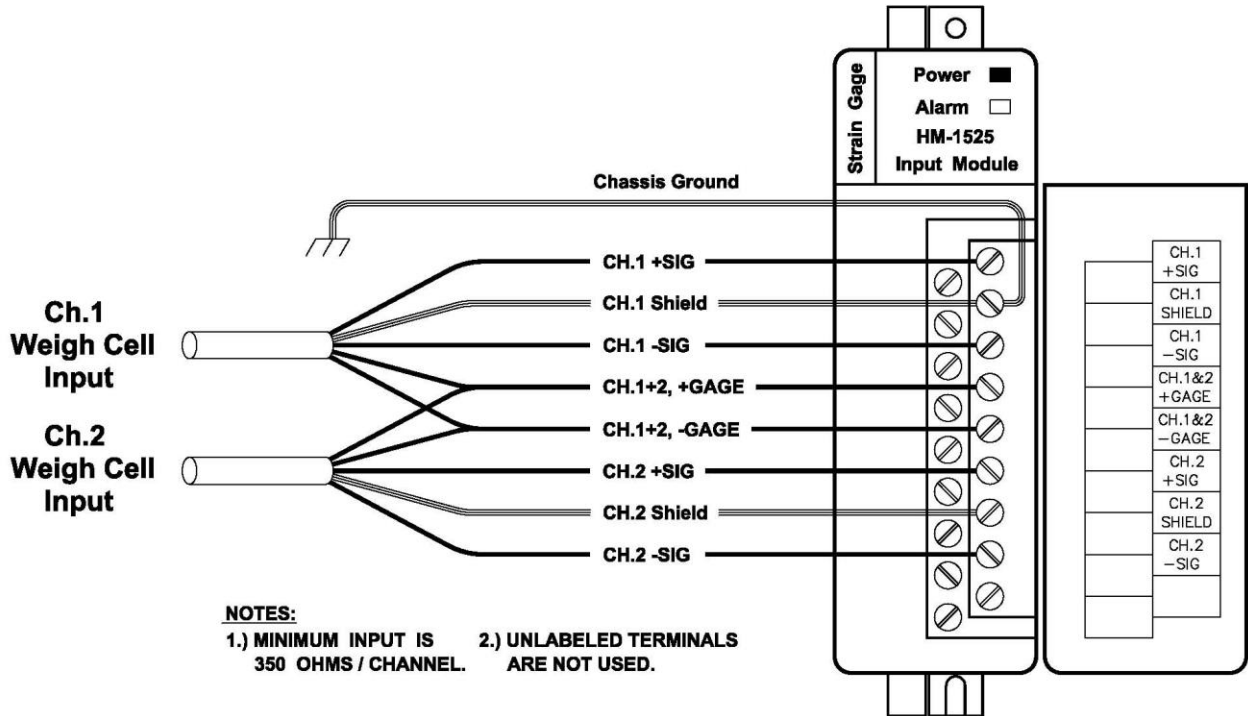 Strain Gage
Power
Alarm
HM-1525
Input Module
Chassis Ground
CH.1 +SIG
CH.1 Shield
CH.1 -SIG
CH.1+2, +GAGE
CH.1+2, -GAGE
CH.2 +SIG
CH.2 Shield
CH.2 -SIG
Ch.1
Weigh Cell
Input
Ch.2
Weigh Cell
Input
CH.1
+SIG
CH.1
SHIELD
CH.1
−SIG
CH.1&2
+GAGE
CH.1&2
−GAGE
CH.2
+SIG
CH.2
SHIELD
CH.2
−SIG
NOTES:
1.) MINIMUM INPUT IS
350 OHMS / CHANNEL.
2.) UNLABELED TERMINALS
ARE NOT USED.